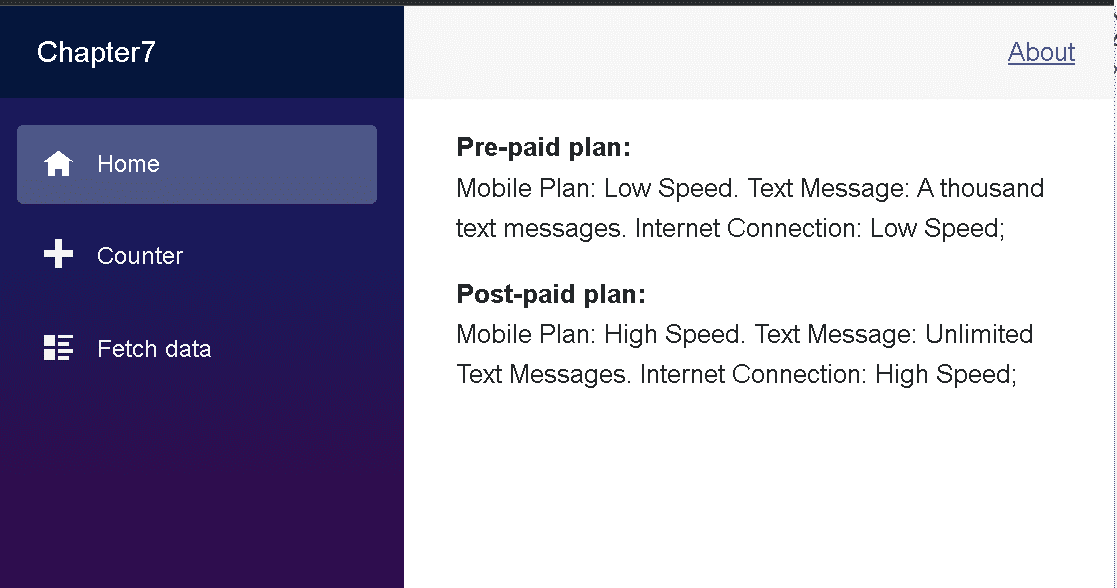 Chapter7
About
Home
Counter
Fetch data
Pre-paid plan:
Mobile Plan: Low Speed. Text Message: A thousand
text messages. Internet Connection: Low Speed;
Post-paid plan:
Mobile Plan: High Speed. Text Message: Unlimited
Text Messages. Internet Connection: High Speed;